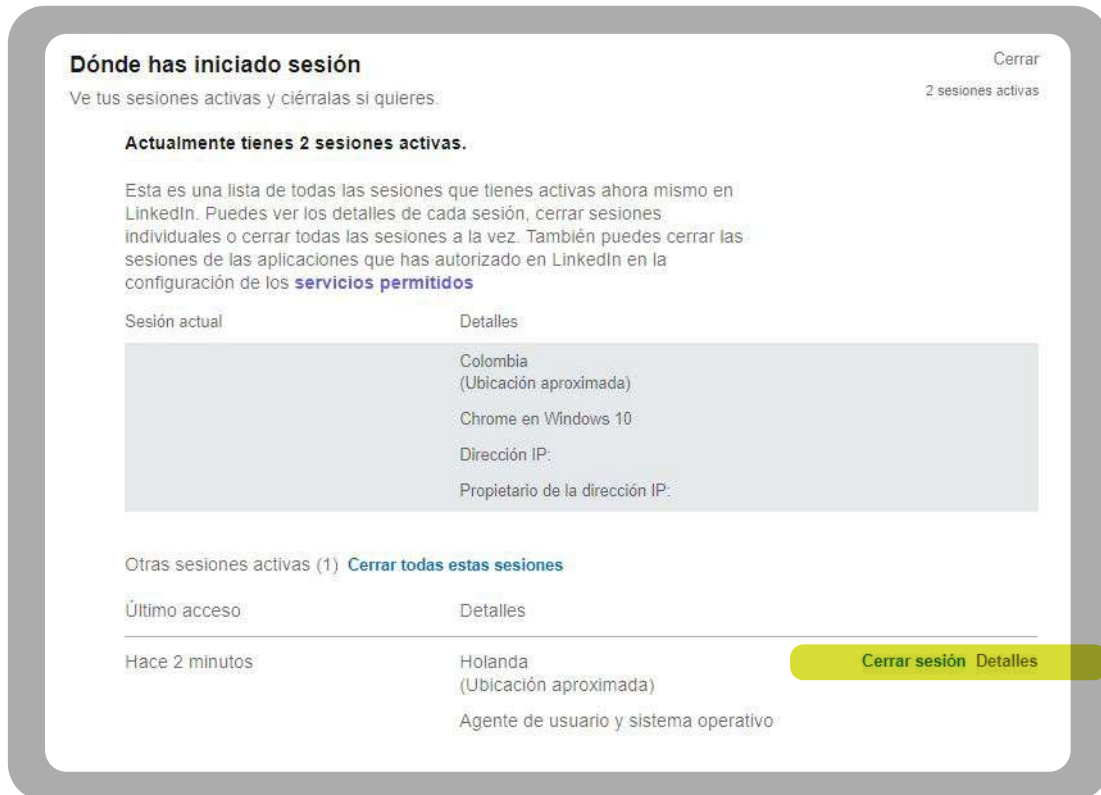 Dónde has iniciado sesión
Cerrar
Ve tus sesiones activas y ciérralas si quieres.
2 sesiones activas
Actualmente tienes 2 sesiones activas.
Esta es una lista de todas las sesiones que tienes activas ahora mismo en
LinkedIn. Puedes ver los detalles de cada sesión, cerrar sesiones
individuales o cerrar todas las sesiones a la vez. También puedes cerrar las
sesiones de las aplicaciones que has autorizado en LinkedIn en la
configuración de los servicios permitidos
Sesión actual Detalles
Colombia
(Ubicación aproximada)
Chrome en Windows 10
Dirección IP:
Propietario de la dirección IP:
Otras sesiones activas (1) Cerrar todas estas sesiones
Último acceso Detalles
Hace 2 minutos Holanda Cerrar sesión Detalles
(Ubicación aproximada)
Agente de usuario y sistema operativo